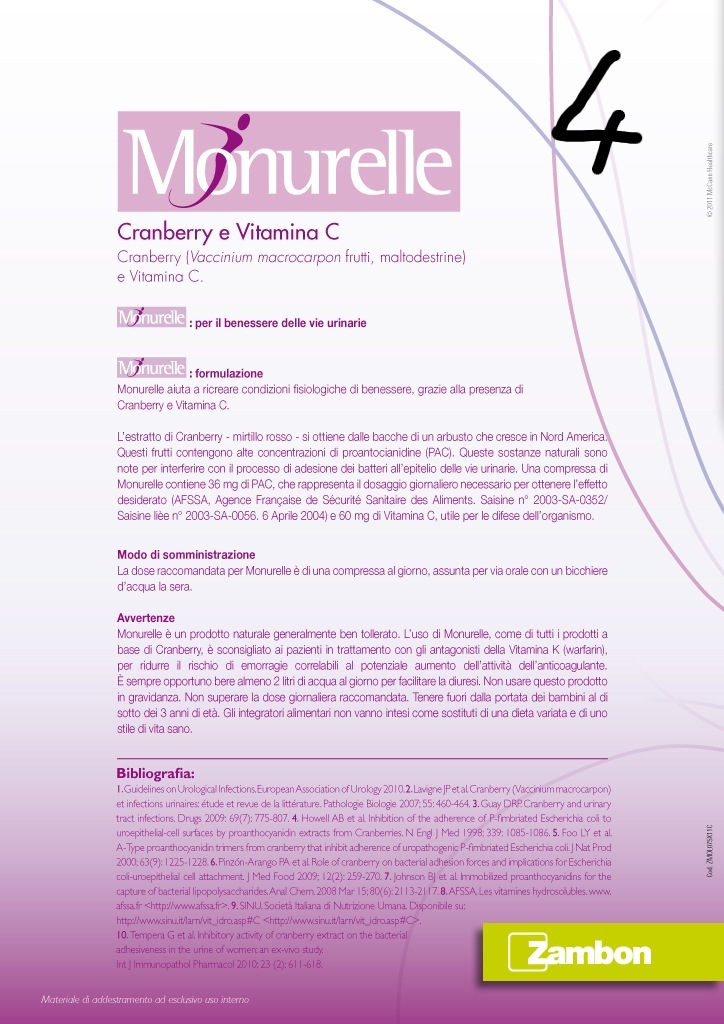 4
© 2011 McCann Healthcare
Monurelle
Cranberry e Vitamina C
Cranberry (Vaccinium macrocarpon frutti, maltodestrine)
e Vitamina C.
Monurelle : per il benessere delle vie urinarie
Monurelle : formulazione
Monurelle aiuta a ricreare condizioni fisiologiche di benessere, grazie alla presenza di
Cranberry e Vitamina C.
L'estratto di Cranberry - mirtillo rosso - si ottiene dalle bacche di un arbusto che cresce in Nord America.
Questi frutti contengono alte concentrazioni di proantocianidine (PAC). Queste sostanze naturali sono
note per interferire con il processo di adesione dei batteri all'epitelio delle vie urinarie. Una compressa di
Monurelle contiene 36 mg di PAC, che rappresenta il dosaggio giornaliero necessario per ottenere l'effetto
desiderato (AFSSA, Agence Française de Sécurité Sanitaire des Aliments. Saisine n° 2003-SA-0352/
Saisine lièe n° 2003-SA-0056. 6 Aprile 2004) e 60 mg di Vitamina C, utile per le difese dell'organismo.
Modo di somministrazione
La dose raccomandata per Monurelle è di una compressa al giorno, assunta per via orale con un bicchiere
d'acqua la sera.
Avvertenze
Monurelle è un prodotto naturale generalmente ben tollerato. L'uso di Monurelle, come di tutti i prodotti a
base di Cranberry, è sconsigliato ai pazienti in trattamento con gli antagonisti della Vitamina K (warfarin),
per ridurre il rischio di emorragie correlabili al potenziale aumento dell'attività dell'anticoagulante.
È sempre opportuno bere almeno 2 litri di acqua al giorno per facilitare la diuresi. Non usare questo prodotto
in gravidanza. Non superare la dose giornaliera raccomandata. Tenere fuori dalla portata dei bambini al di
sotto dei 3 anni di età. Gli integratori alimentari non vanno intesi come sostituti di una dieta variata e di uno
stile di vita sano.
Bibliografia:
1. Guidelines on Urological Infections.European Association of Urology 2010. 2. Lavigne JP et al. Cranberry (Vaccinium macrocarpon)
et infections urinaires: étude et revue de la littérature. Pathologie Biologie 2007; 55: 460-464. 3. Guay DRP. Cranberry and urinary
tract infections. Drugs 2009: 69(7): 775-807. 4. Howell AB et al. Inhibition of the adherence of P-fimbriated Escherichia coli to
uroepithelial-cell surfaces by proanthocyanidin extracts from Cranberries. N Engl J Med 1998; 339: 1085-1086. 5. Foo LY et al.
A-Type proanthocyanidin trimers from cranberry that inhibit adherence of uropathogenic P-fimbriated Escherichia coli. J Nat Prod
2000; 63(9): 1225-1228. 6. Pinzón-Arango PA et al. Role of cranberry on bacterial adhesion forces and implications for Escherichia
coli-uroepithelial cell attachment. J Med Food 2009; 12(2): 259-270. 7. Johnson BJ et al. Immobilized proanthocyanidins for the
capture of bacterial lipopolysaccharides. Anal Chem. 2008 Mar 15; 80(6): 2113-2117. 8. AFSSA. Les vitamines hydrosolubles. www.
afssa.fr <http://www.afssa.fr>. 9. SINU. Società Italiana di Nutrizione Umana. Disponibile su:
http://www.sinu.it/larn/vit_idro.asp#C <http://www.sinu.it/larn/vit_idro.asp#C>.
10. Tempera G et al. Inhibitory activity of cranberry extract on the bacterial
adhesiveness in the urine of women: an ex-vivo study.
Int J Immunopathol Pharmacol 2010; 23 (2): 611-618.
Zambon
Materiale di addestramento ad esclusivo uso interno